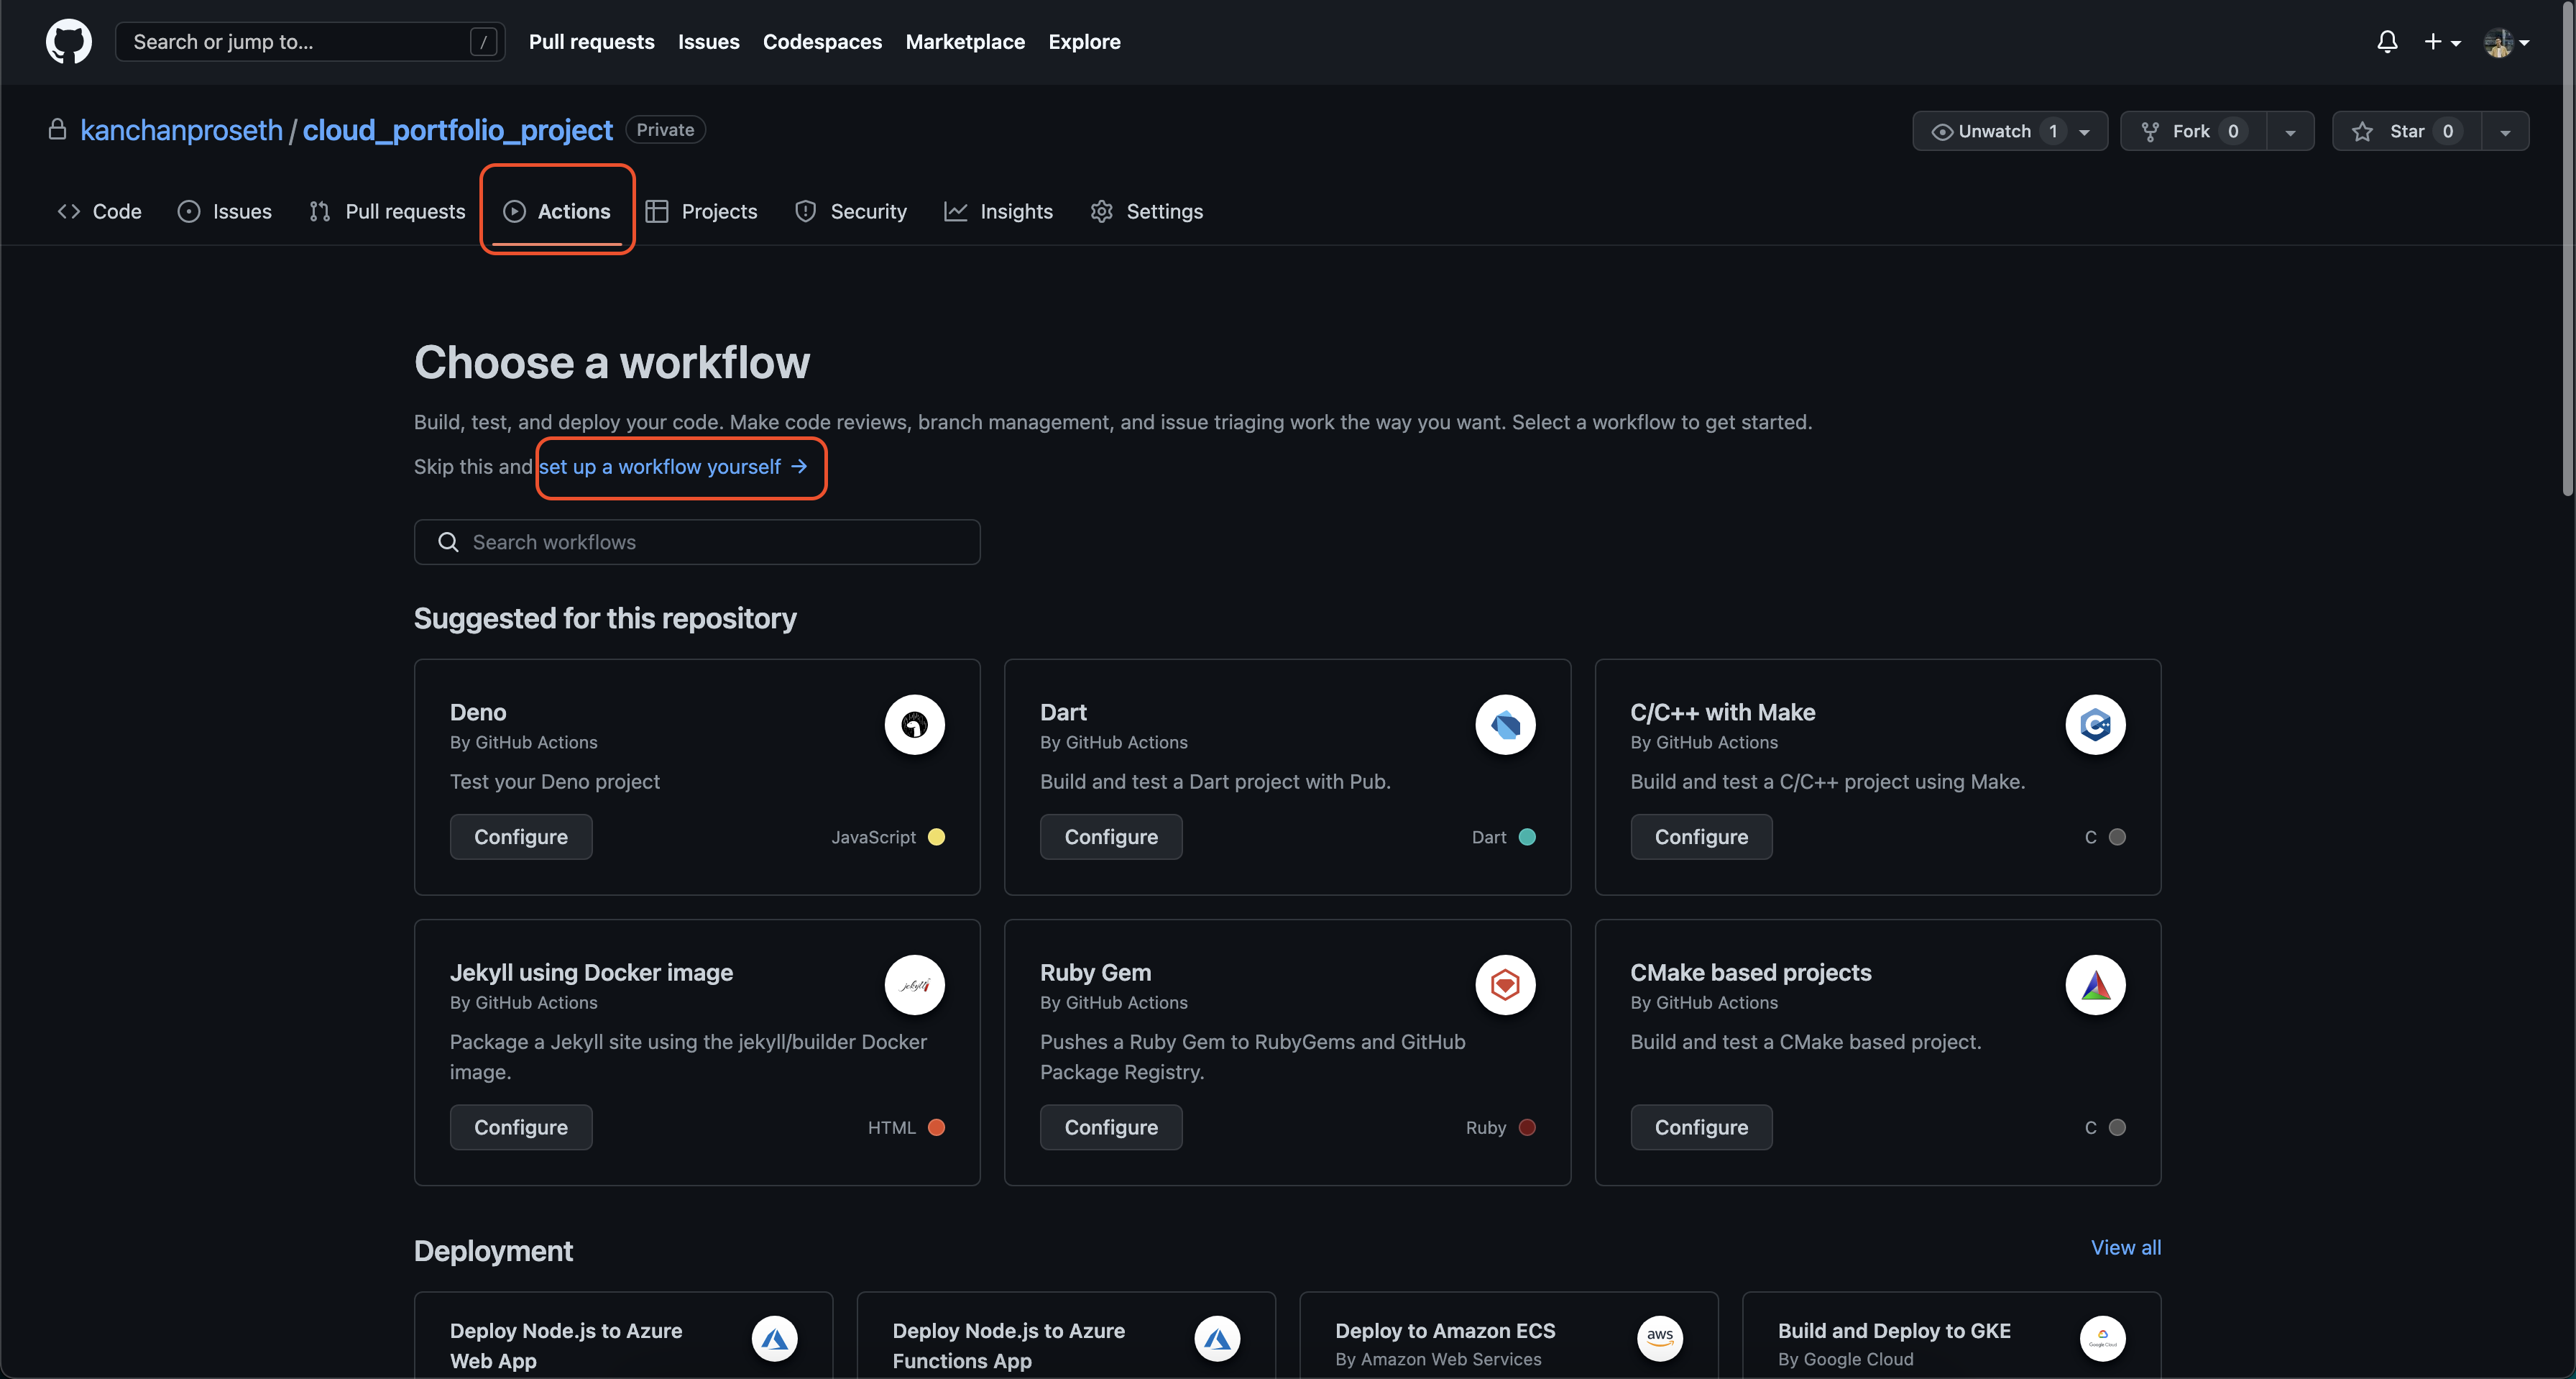 Search or jump to... / Pull requests Issues Codespaces Marketplace Explore
kanchanproseth / cloud_portfolio_project Private Unwatch 1 Fork 0 Star 0
Code Issues Pull requests Actions Projects Security Insights Settings
Choose a workflow
Build, test, and deploy your code. Make code reviews, branch management, and issue triaging work the way you want. Select a workflow to get started.
Skip this and set up a workflow yourself →
Search workflows
Suggested for this repository
Deno
By GitHub Actions
Test your Deno project
Configure JavaScript
Dart
By GitHub Actions
Build and test a Dart project with Pub.
Configure Dart
C/C++ with Make
By GitHub Actions
Build and test a C/C++ project using Make.
Configure C
Jekyll using Docker image
By GitHub Actions
jekyll
Package a Jekyll site using the jekyll/builder Docker
image.
Configure HTML
Ruby Gem
By GitHub Actions
Pushes a Ruby Gem to RubyGems and GitHub
Package Registry.
Configure Ruby
CMake based projects
By GitHub Actions
Build and test a CMake based project.
Configure C
Deployment View all
Deploy Node.js to Azure
Web App
Deploy Node.js to Azure
Functions App
Deploy to Amazon ECS
By Amazon Web Services
aws
Build and Deploy to GKE
By Google Cloud
Google Cloud